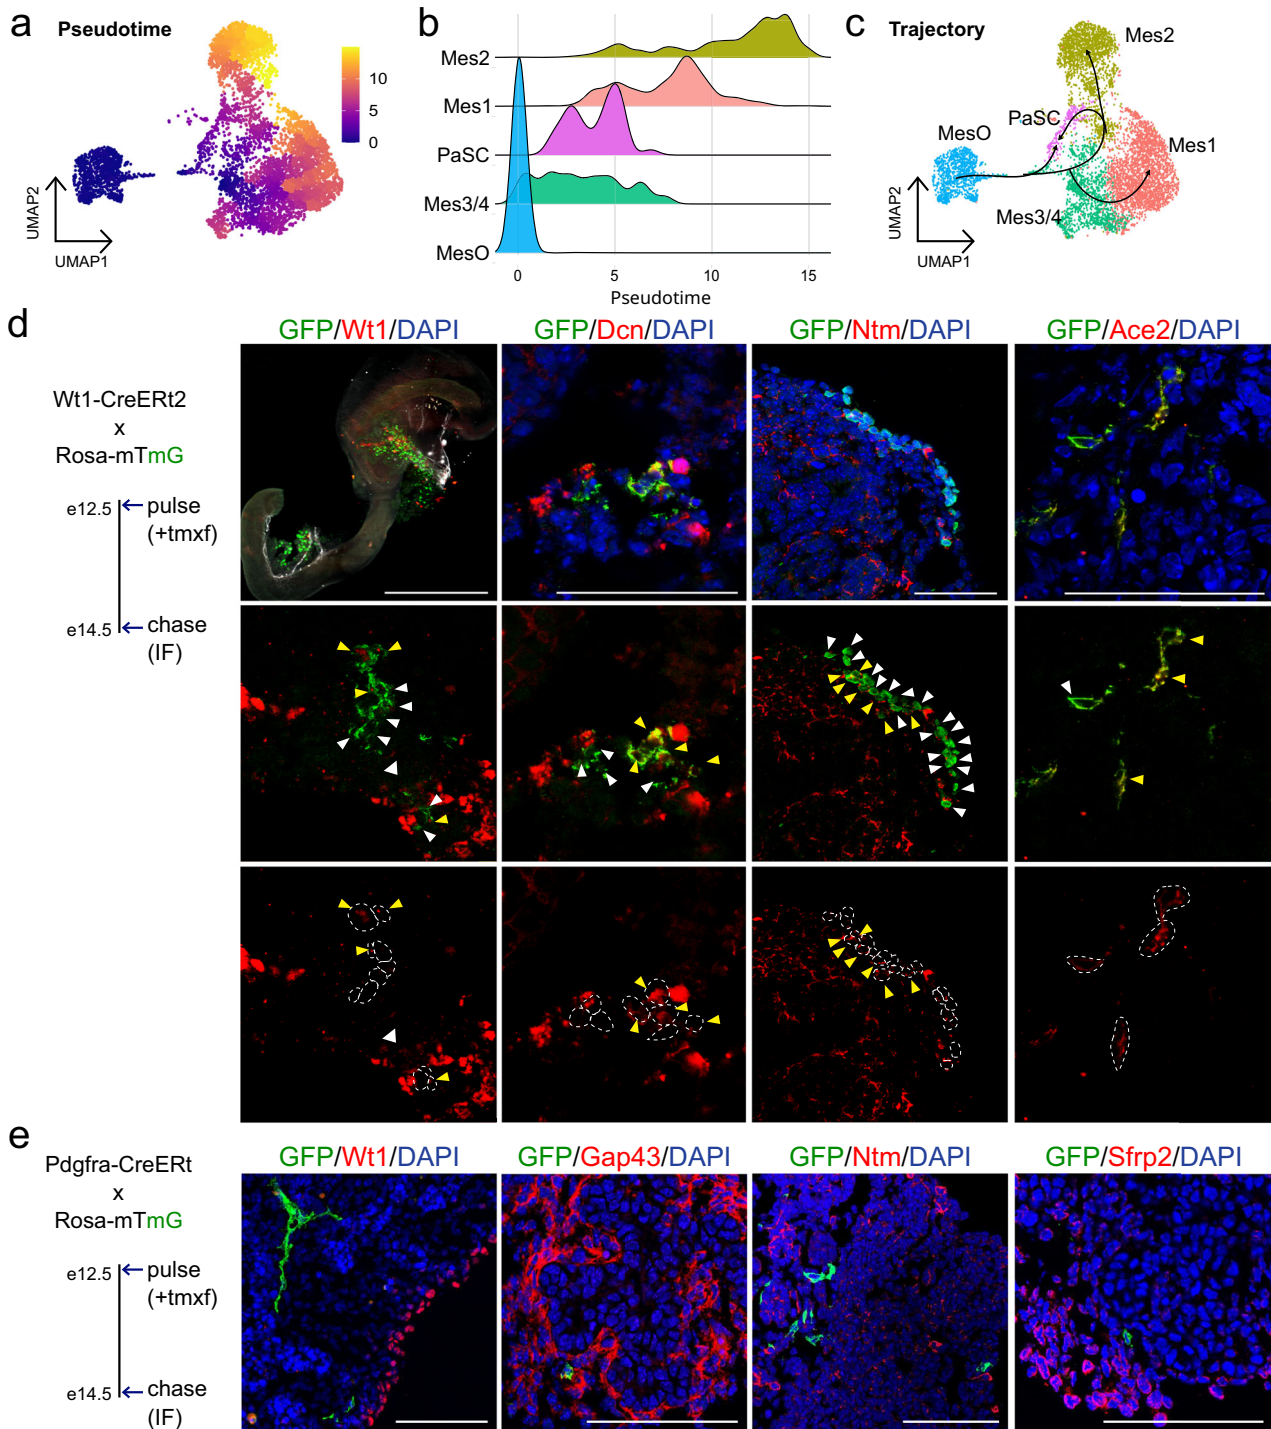 a Pseudotime
10
5
0
UMAP2
UMAP1
b
Mes2
Mes1
PaSC
Mes3/4
MesO
0 5 10 15
Pseudotime
c Trajectory
Mes2
PaSC
MesO
Mes1
Mes3/4
UMAP2
UMAP1
d
GFP/Wt1/DAPI GFP/Dcn/DAPI GFP/Ntm/DAPI GFP/Ace2/DAPI
Wt1-CreERt2
x
Rosa-mTmG
e12.5 pulse
(+tmxf)
e14.5 chase
(IF)
e
GFP/Wt1/DAPI GFP/Gap43/DAPI GFP/Ntm/DAPI GFP/Sfrp2/DAPI
Pdgfra-CreERt
x
Rosa-mTmG
e12.5 pulse
(+tmxf)
e14.5 chase
(IF)